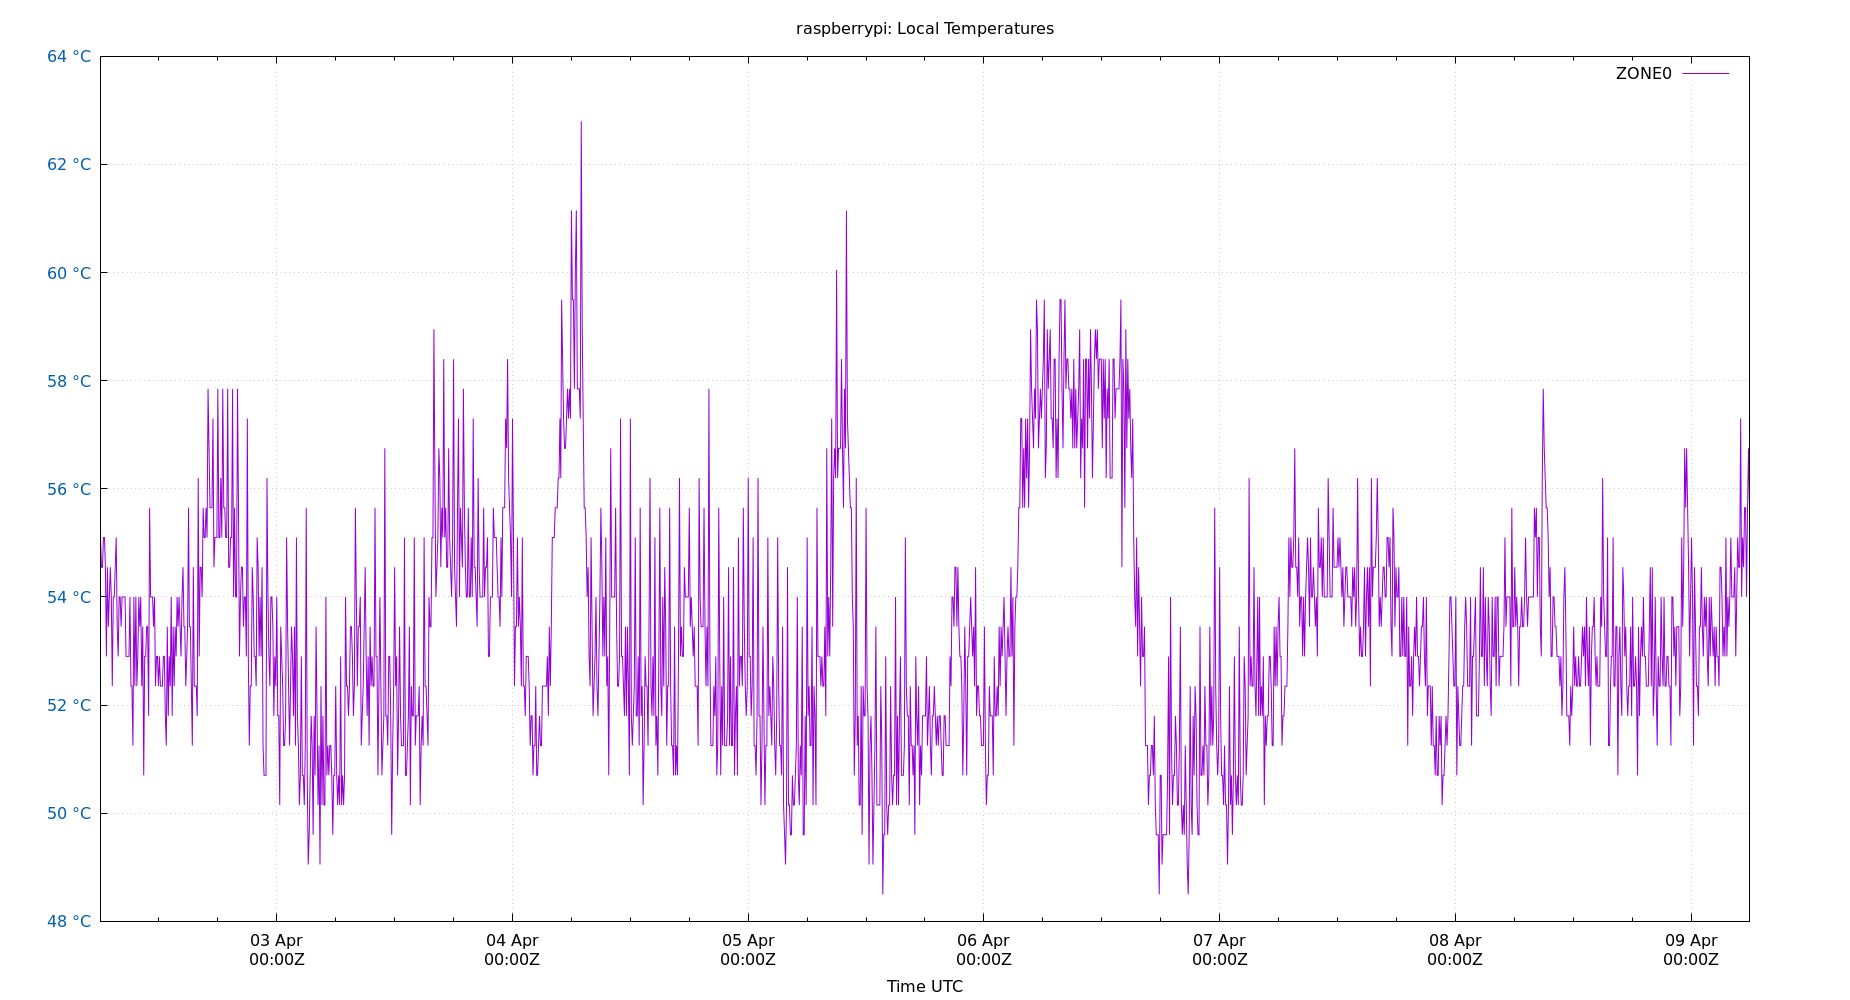 raspberrypi: Local Temperatures
64 °C
ZONE0
62 °C
60 °C
58 °C
56 °C
54 °C
52 °C
50 °C
48 °C
03 Apr 04 Apr 05 Apr 06 Apr 07 Apr 08 Apr 09 Apr
00:00Z 00:00Z 00:00Z 00:00Z 00:00Z 00:00Z 00:00Z
Time UTC